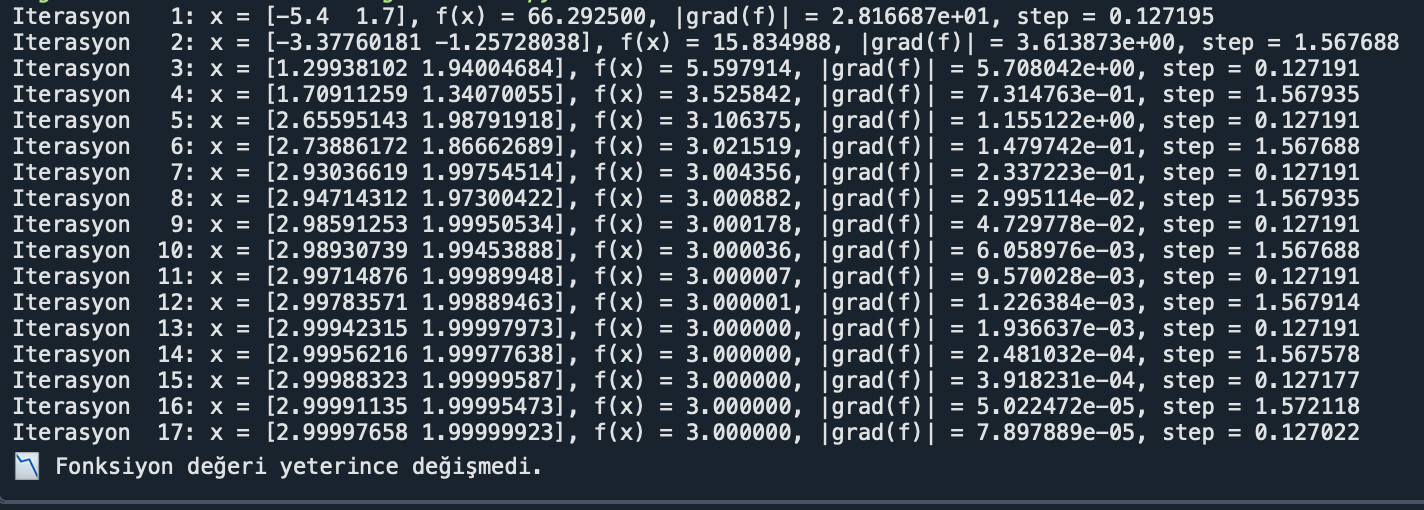 Iterasyon   1: x = [-5.4  1.7], f(x) = 66.292500, |grad(f)| = 2.816687e+01, step = 0.127195
Iterasyon   2: x = [-3.37760181 -1.25728038], f(x) = 15.834988, |grad(f)| = 3.613873e+00, step = 1.567688
Iterasyon   3: x = [1.29938102 1.94004684], f(x) = 5.597914, |grad(f)| = 5.708042e+00, step = 0.127191
Iterasyon   4: x = [1.70911259 1.34070055], f(x) = 3.525842, |grad(f)| = 7.314763e-01, step = 1.567935
Iterasyon   5: x = [2.65595143 1.98791918], f(x) = 3.106375, |grad(f)| = 1.155122e+00, step = 0.127191
Iterasyon   6: x = [2.73886172 1.86662689], f(x) = 3.021519, |grad(f)| = 1.479742e-01, step = 1.567688
Iterasyon   7: x = [2.93036619 1.99754514], f(x) = 3.004356, |grad(f)| = 2.337223e-01, step = 0.127191
Iterasyon   8: x = [2.94714312 1.97300422], f(x) = 3.000882, |grad(f)| = 2.995114e-02, step = 1.567935
Iterasyon   9: x = [2.98591253 1.99950534], f(x) = 3.000178, |grad(f)| = 4.729778e-02, step = 0.127191
Iterasyon  10: x = [2.98930739 1.99453888], f(x) = 3.000036, |grad(f)| = 6.058976e-03, step = 1.567688
Iterasyon  11: x = [2.99714876 1.99989948], f(x) = 3.000007, |grad(f)| = 9.570028e-03, step = 0.127191
Iterasyon  12: x = [2.99783571 1.99889463], f(x) = 3.000001, |grad(f)| = 1.226384e-03, step = 1.567914
Iterasyon  13: x = [2.99942315 1.99997973], f(x) = 3.000000, |grad(f)| = 1.936637e-03, step = 0.127191
Iterasyon  14: x = [2.99956216 1.99977638], f(x) = 3.000000, |grad(f)| = 2.481032e-04, step = 1.567578
Iterasyon  15: x = [2.99988323 1.99999587], f(x) = 3.000000, |grad(f)| = 3.918231e-04, step = 0.127177
Iterasyon  16: x = [2.99991135 1.99995473], f(x) = 3.000000, |grad(f)| = 5.022472e-05, step = 1.572118
Iterasyon  17: x = [2.99997658 1.99999923], f(x) = 3.000000, |grad(f)| = 7.897889e-05, step = 0.127022
Fonksiyon değeri yeterince değişmedi.